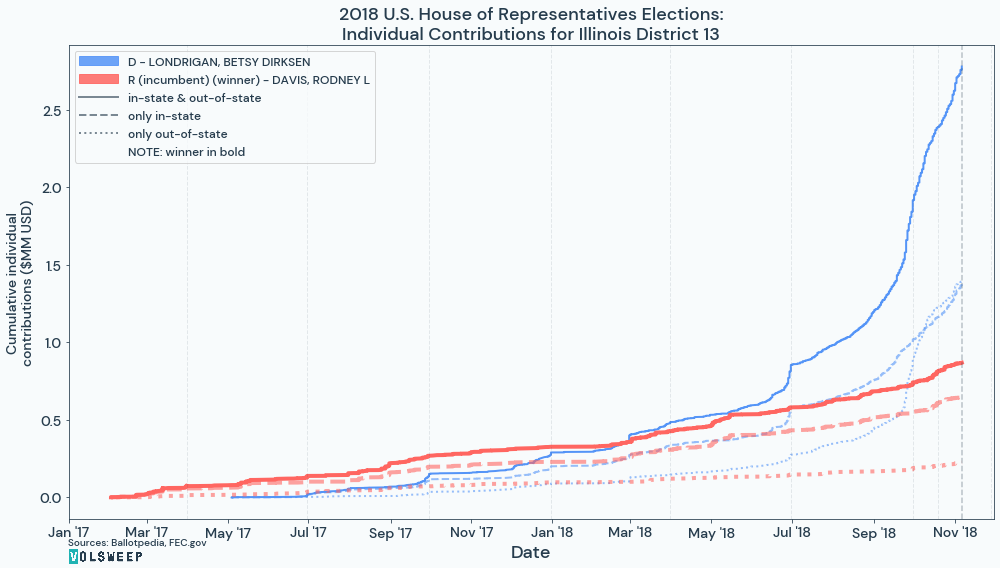 2018 U.S. House of Representatives Elections:
Individual Contributions for Illinois District 13
D - LONDRIGAN, BETSY DIRKSEN
R (incumbent) (winner) - DAVIS, RODNEY L
in-state & out-of-state
only in-state
only out-of-state
NOTE: winner in bold
Cumulative individual
contributions ($MM USD)
2.5
2.0
1.5
1.0
0.5
0.0
Jan '17
Mar '17
May '17
Jul '17
Sep '17
Nov '17
Jan '18
Mar '18
May '18
Jul '18
Sep '18
Nov '18
Date
Sources: Ballotpedia, FEC.gov
VOLSWEEP